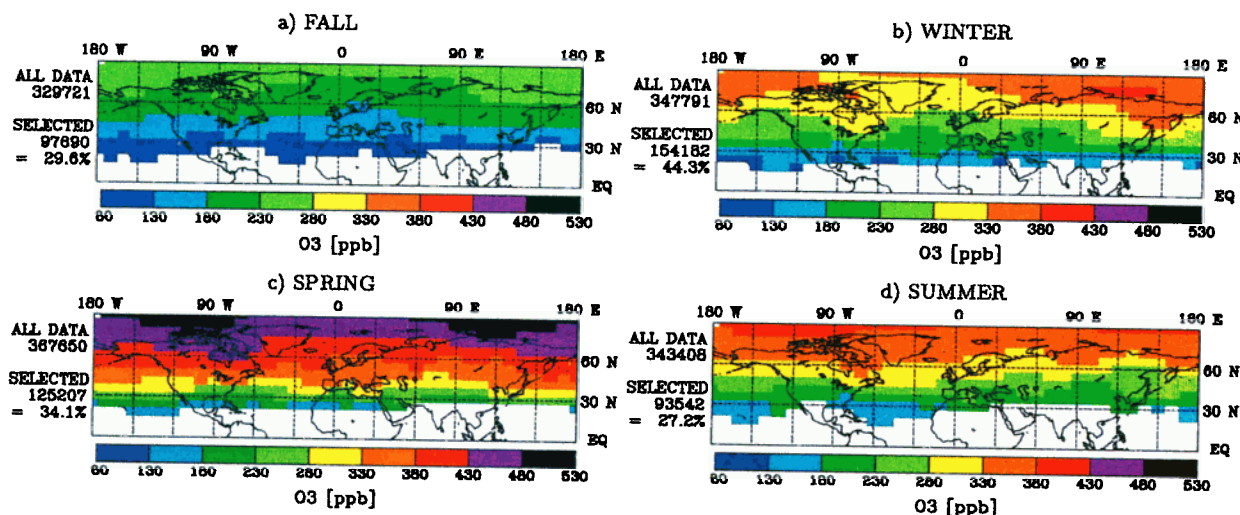 a) FALL
180 W 90 W 0 90 E 180 E
ALL DATA
329721
60 N
SELECTED
97690
30 N
= 29.6%
EQ
80 130 180 230 280 330 380 430 480 530
O3 [ppb]
b) WINTER
180 W 90 W 0 90 E 180 E
ALL DATA
347791
60 N
SELECTED
154182
30 N
= 44.3%
EQ
80 130 180 230 280 330 380 430 480 530
O3 [ppb]
c) SPRING
180 W 90 W 0 90 E 180 E
ALL DATA
367650
60 N
SELECTED
125207
30 N
= 34.1%
EQ
80 130 180 230 280 330 380 430 480 530
O3 [ppb]
d) SUMMER
180 W 90 W 0 90 E 180 E
ALL DATA
343408
60 N
SELECTED
93542
30 N
= 27.2%
EQ
80 130 180 230 280 330 380 430 480 530
O3 [ppb]